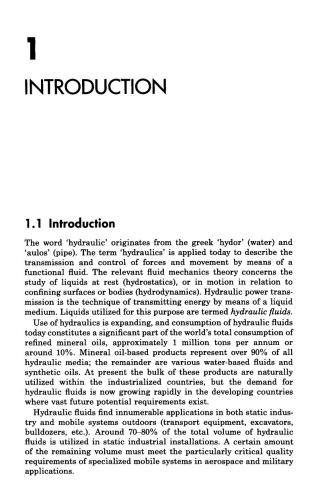 1
INTRODUCTION
1.1 Introduction
The word 'hydraulic' originates from the greek 'hydor' (water) and
'aulos' (pipe). The term 'hydraulics' is applied today to describe the
transmission and control of forces and movement by means of a
functional fluid. The relevant fluid mechanics theory concerns the
study of liquids at rest (hydrostatics), or in motion in relation to
confining surfaces or bodies (hydrodynamics). Hydraulic power trans-
mission is the technique of transmitting energy by means of a liquid
medium. Liquids utilized for this purpose are termed hydraulic fluids.
Use of hydraulics is expanding, and consumption of hydraulic fluids
today constitutes a significant part of the world's total consumption of
refined mineral oils, approximately 1 million tons per annum or
around 10%. Mineral oil-based products represent over 90% of all
hydraulic media; the remainder are various water-based fluids and
synthetic oils. At present the bulk of these products are naturally
utilized within the industrialized countries, but the demand for
hydraulic fluids is now growing rapidly in the developing countries
where vast future potential requirements exist.
Hydraulic fluids find innumerable applications in both static indus-
try and mobile systems outdoors (transport equipment, excavators,
bulldozers, etc.). Around 70–80% of the total volume of hydraulic
fluids is utilized in static industrial installations. A certain amount
of the remaining volume must meet the particularly critical quality
requirements of specialized mobile systems in aerospace and military
applications.